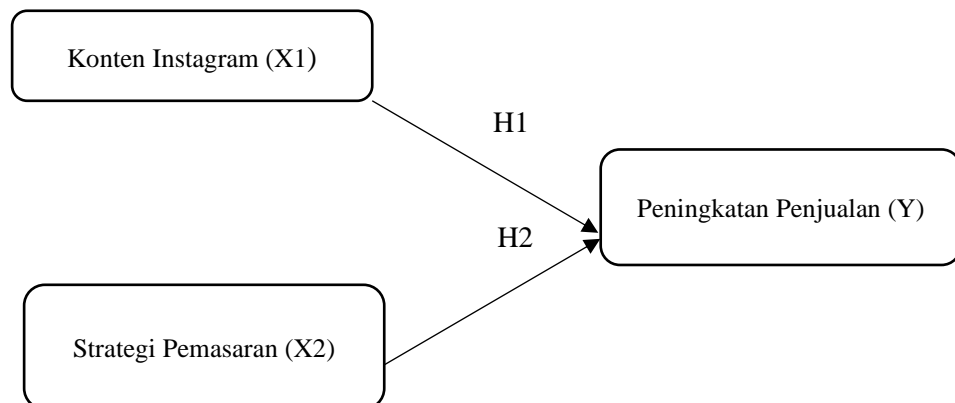 Konten Instagram (X1)
H1
Peningkatan Penjualan (Y)
H2
Strategi Pemasaran (X2)